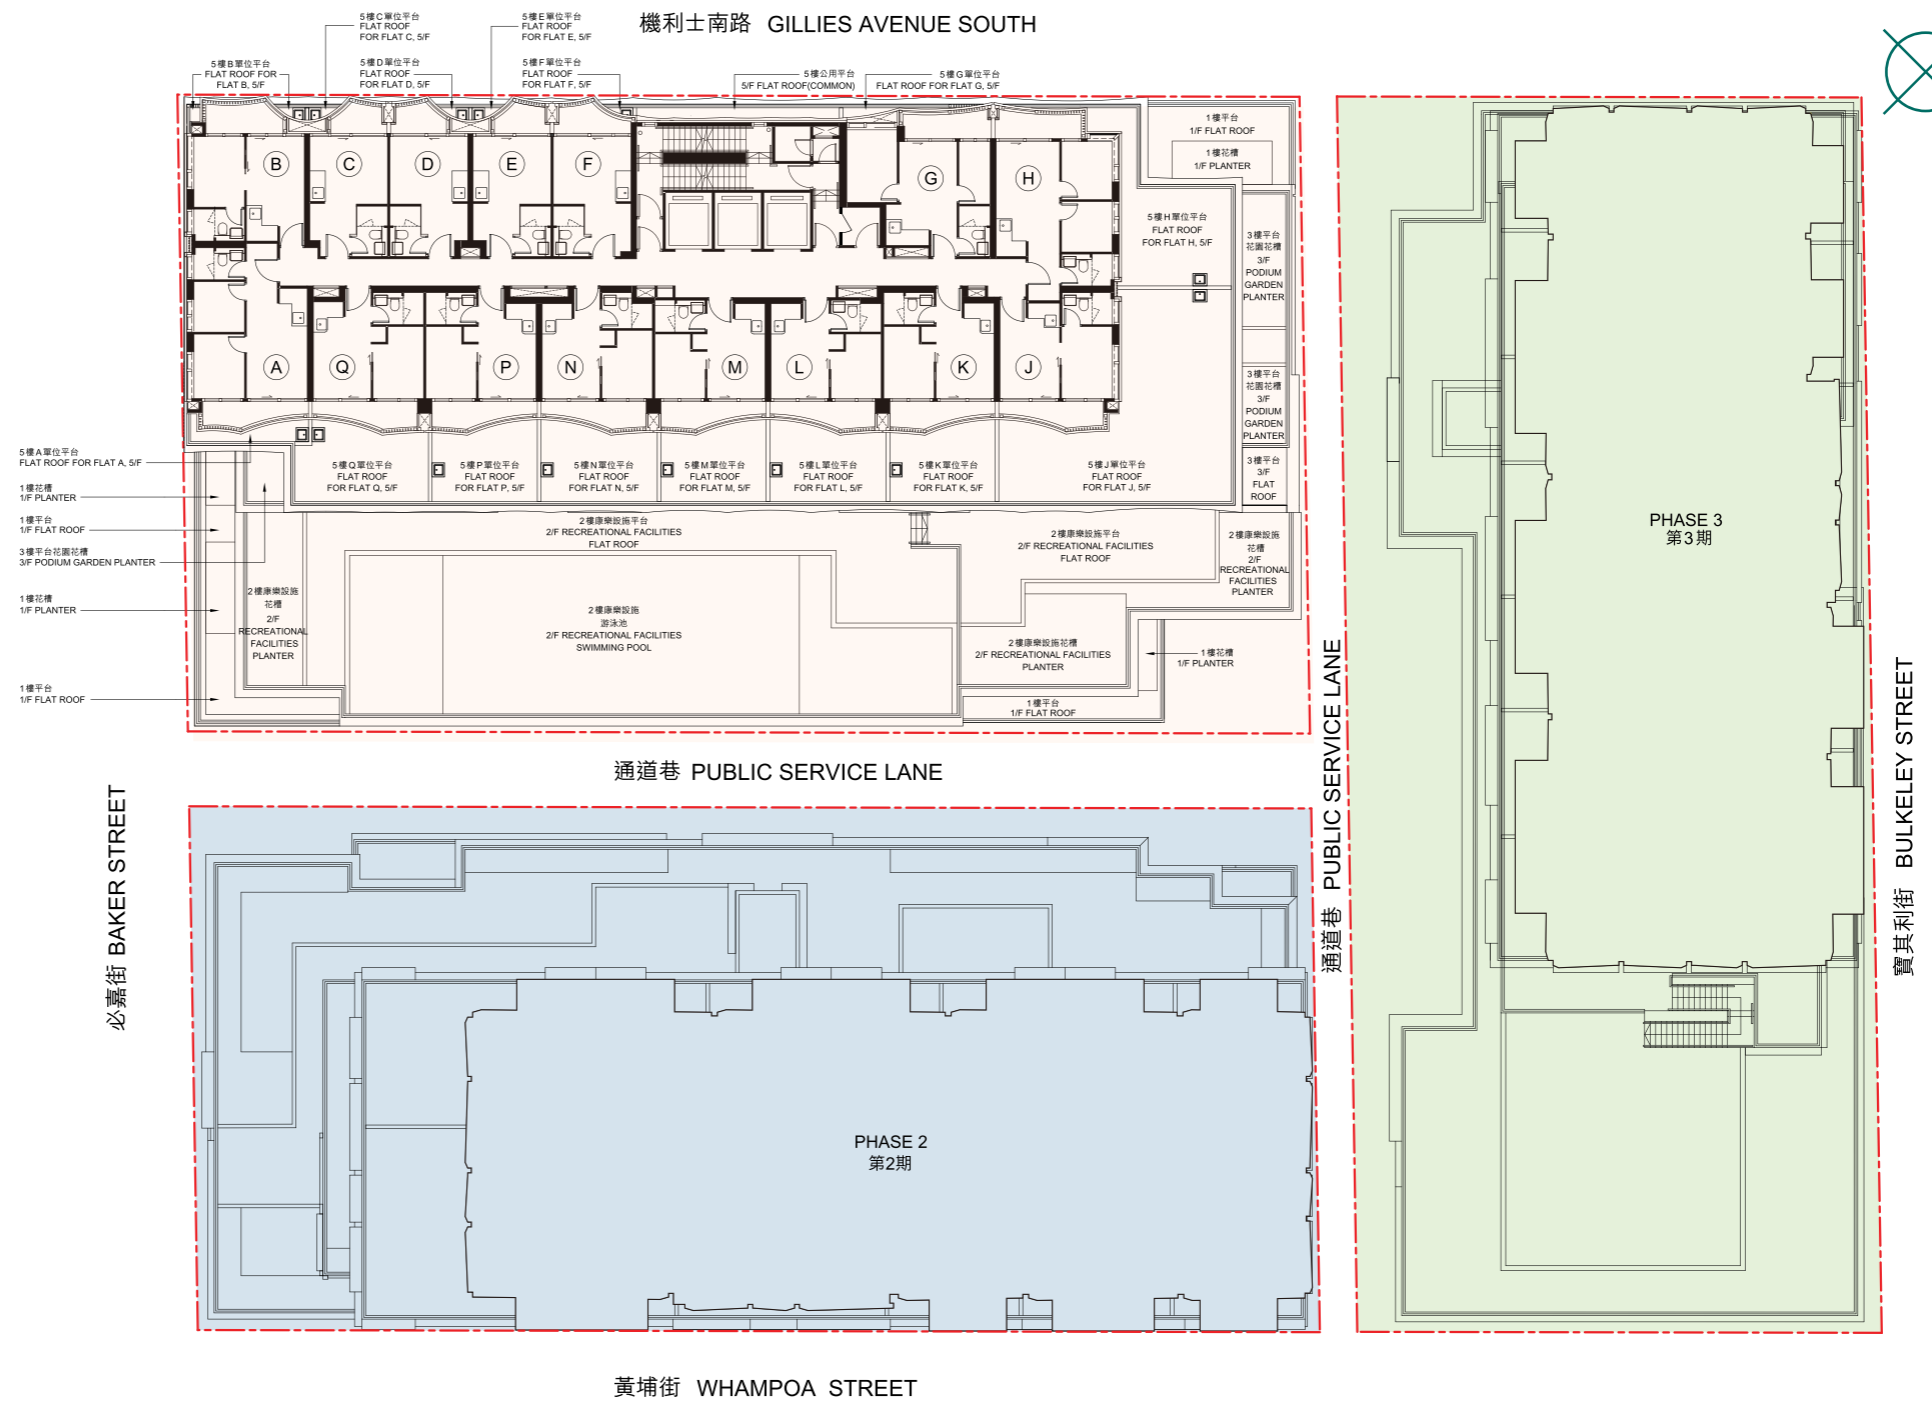 機利士南路 GILLIES AVENUE SOUTH
5樓C單位平台
FLAT ROOF
FOR FLAT C, 5/F
5樓E單位平台
FLAT ROOF
FOR FLAT E, 5/F
5樓B單位平台
FLAT ROOF FOR
FLAT B, 5/F
5樓D單位平台
FLAT ROOF
FOR FLAT D, 5/F
5樓F單位平台
FLAT ROOF
FOR FLAT F, 5/F
5樓公用平台
5/F FLAT ROOF(COMMON)
5樓G單位平台
FLAT ROOF FOR FLAT G, 5/F
1樓平台
1/F FLAT ROOF
1樓花槽
1/F PLANTER
B
C
D
E
F
G
H
5樓H單位平台
FLAT ROOF
FOR FLAT H, 5/F
3樓平台
花園花槽
3/F
PODIUM
GARDEN
PLANTER
A
Q
P
N
M
L
K
J
3樓平台
花園花槽
3/F
PODIUM
GARDEN
PLANTER
3樓平台
3/F
FLAT
ROOF
5樓A單位平台
FLAT ROOF FOR FLAT A, 5/F
1樓花槽
1/F PLANTER
1樓平台
1/F FLAT ROOF
3樓平台花園花槽
3/F PODIUM GARDEN PLANTER
1樓花槽
1/F PLANTER
1樓平台
1/F FLAT ROOF
5樓Q單位平台
FLAT ROOF
FOR FLAT Q, 5/F
5樓P單位平台
FLAT ROOF
FOR FLAT P, 5/F
5樓N單位平台
FLAT ROOF
FOR FLAT N, 5/F
5樓M單位平台
FLAT ROOF
FOR FLAT M, 5/F
5樓L單位平台
FLAT ROOF
FOR FLAT L, 5/F
5樓K單位平台
FLAT ROOF
FOR FLAT K, 5/F
5樓J單位平台
FLAT ROOF
FOR FLAT J, 5/F
2樓康樂設施平台
2/F RECREATIONAL FACILITIES
FLAT ROOF
2樓康樂設施平台
2/F RECREATIONAL FACILITIES
FLAT ROOF
2樓康樂設施
花槽
2/F
RECREATIONAL
FACILITIES
PLANTER
2樓康樂設施
花槽
2/F
RECREATIONAL
FACILITIES
PLANTER
2樓康樂設施
游泳池
2/F RECREATIONAL FACILITIES
SWIMMING POOL
2樓康樂設施花槽
2/F RECREATIONAL FACILITIES
PLANTER
1樓花槽
1/F PLANTER
1樓平台
1/F FLAT ROOF
通道巷 PUBLIC SERVICE LANE
必嘉街 BAKER STREET
通道巷 PUBLIC SERVICE LANE
PHASE 3
第3期
寶其利街 BULKELEY STREET
PHASE 2
第2期
黃埔街 WHAMPOA STREET